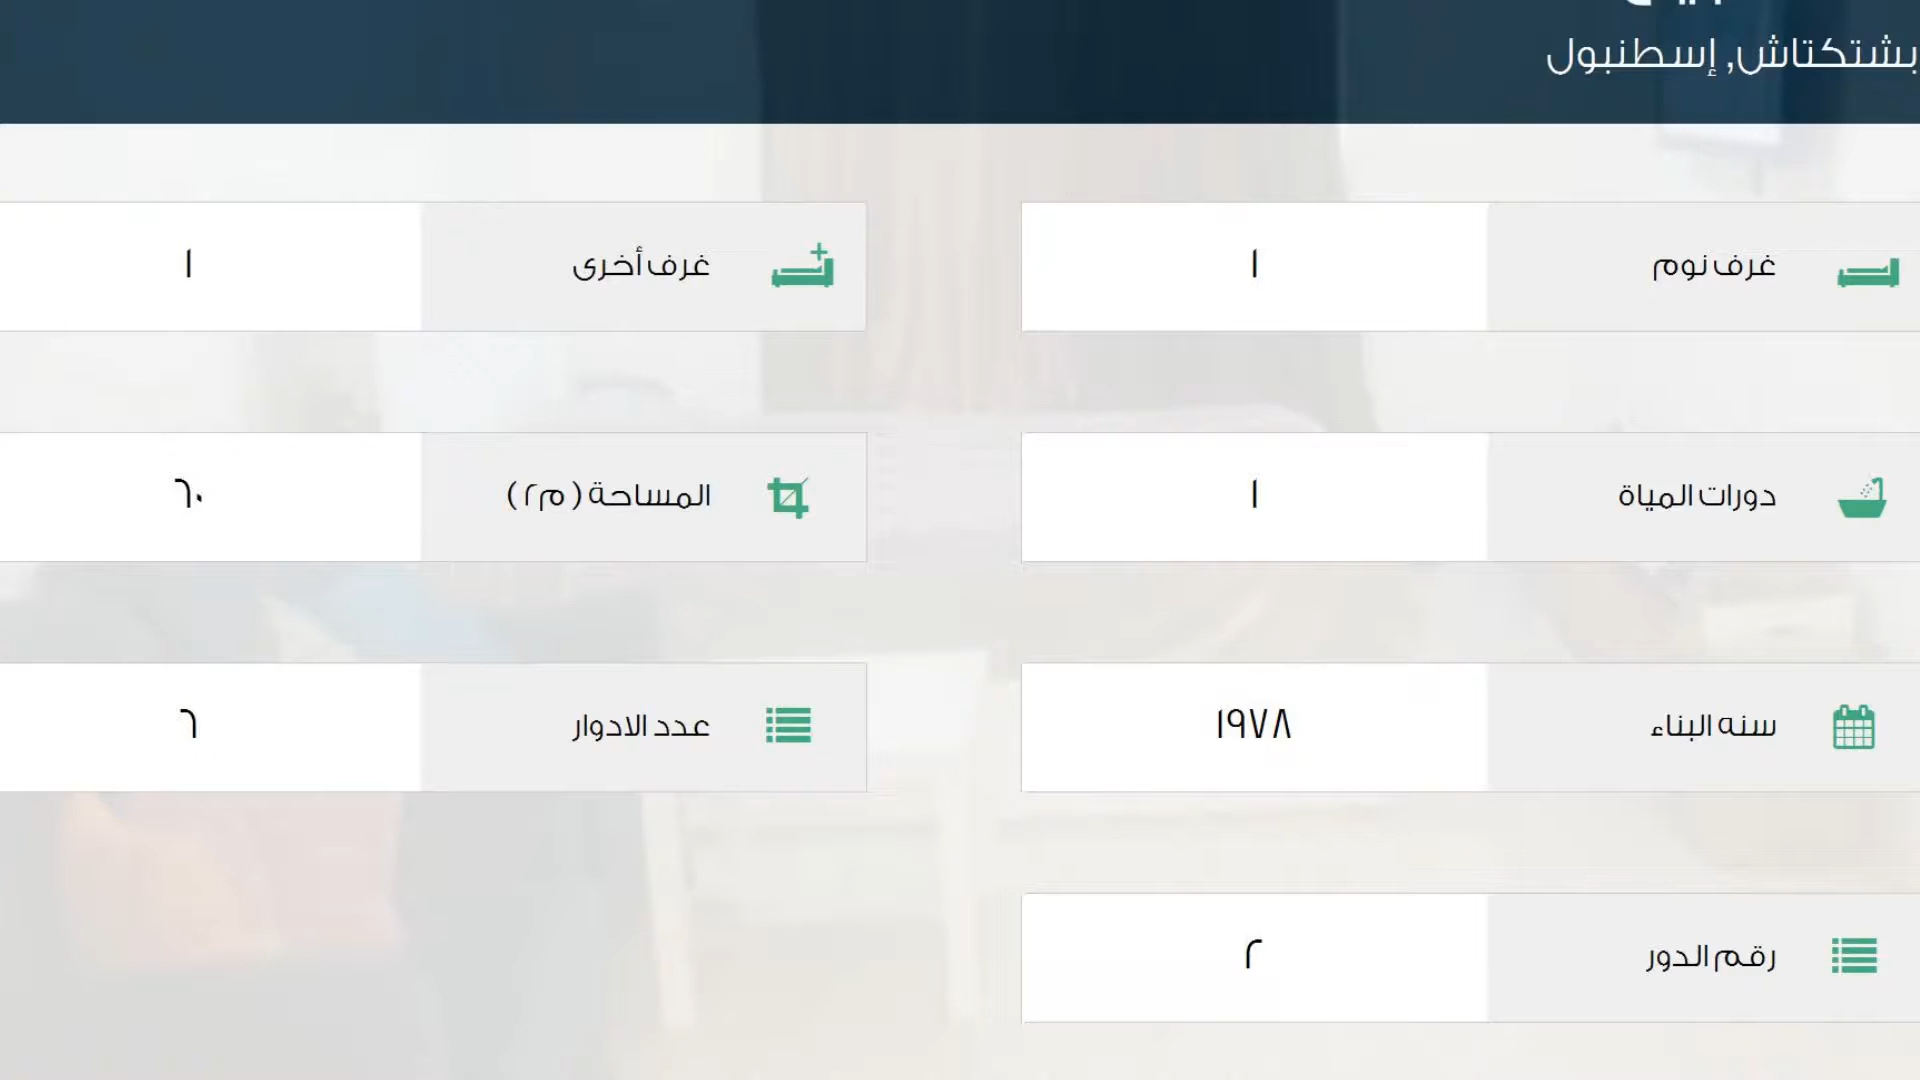 بشتكتاش, إسطنبول
غرف نوم ١
غرف أخرى ١
دورات المياة ١
المساحة (م٢) ٦٠
سنه البناء ١٩٧٨
عدد الادوار ٦
رقم الدور ٢